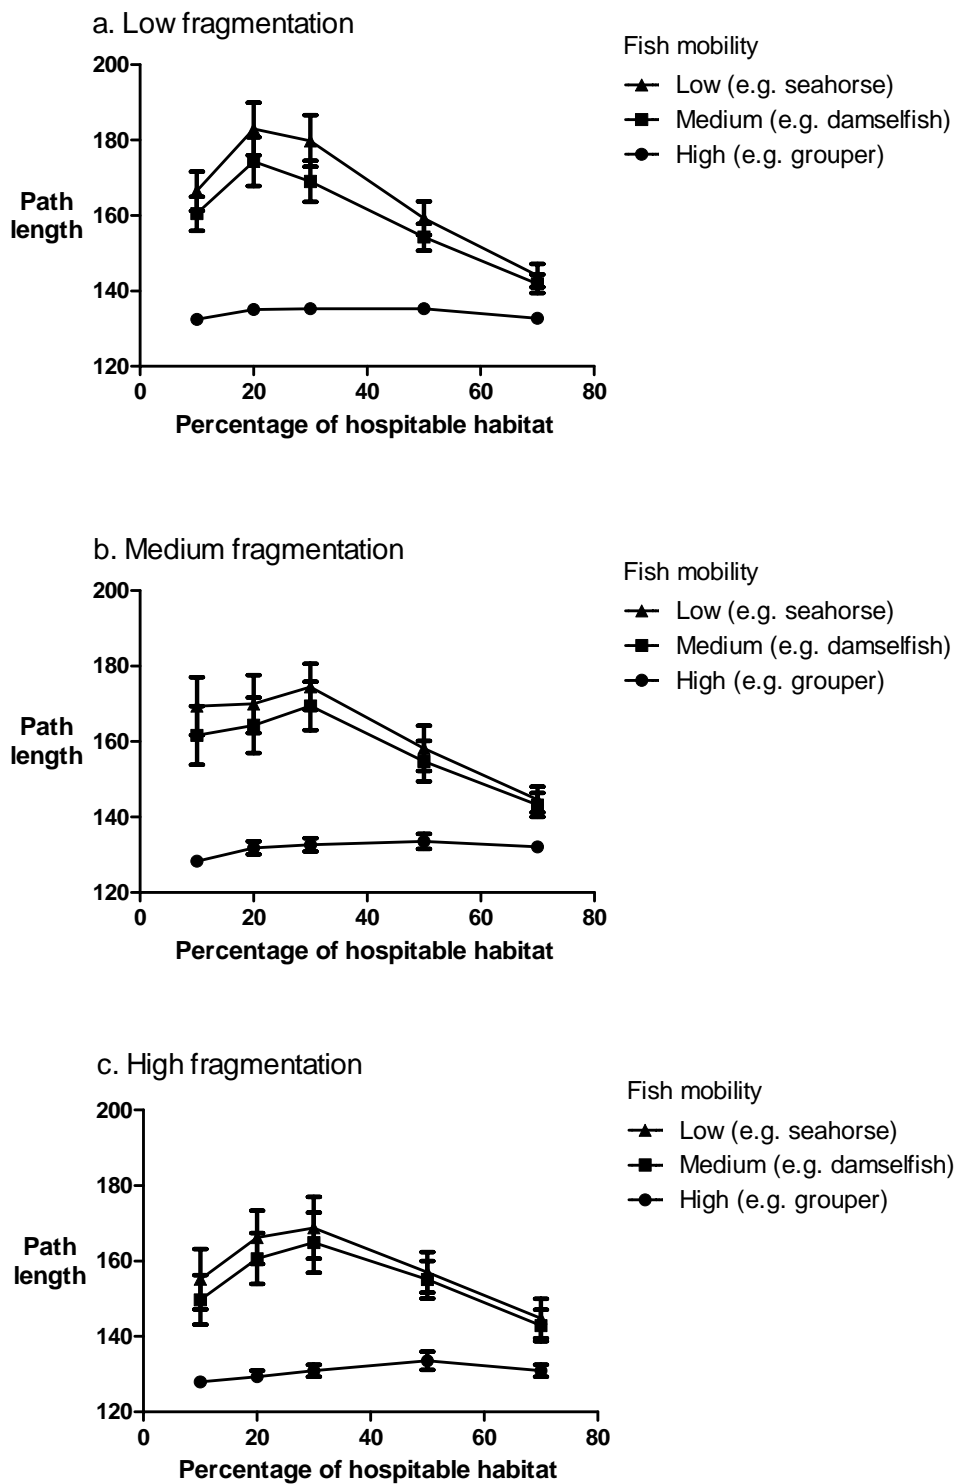 a. Low fragmentation
Fish mobility
Low (e.g. seahorse)
Medium (e.g. damselfish)
High (e.g. grouper)
200
180
160
140
120
Path
length
0 20 40 60 80
Percentage of hospitable habitat
b. Medium fragmentation
Fish mobility
Low (e.g. seahorse)
Medium (e.g. damselfish)
High (e.g. grouper)
200
180
160
140
120
Path
length
0 20 40 60 80
Percentage of hospitable habitat
c. High fragmentation
Fish mobility
Low (e.g. seahorse)
Medium (e.g. damselfish)
High (e.g. grouper)
200
180
160
140
120
Path
length
0 20 40 60 80
Percentage of hospitable habitat